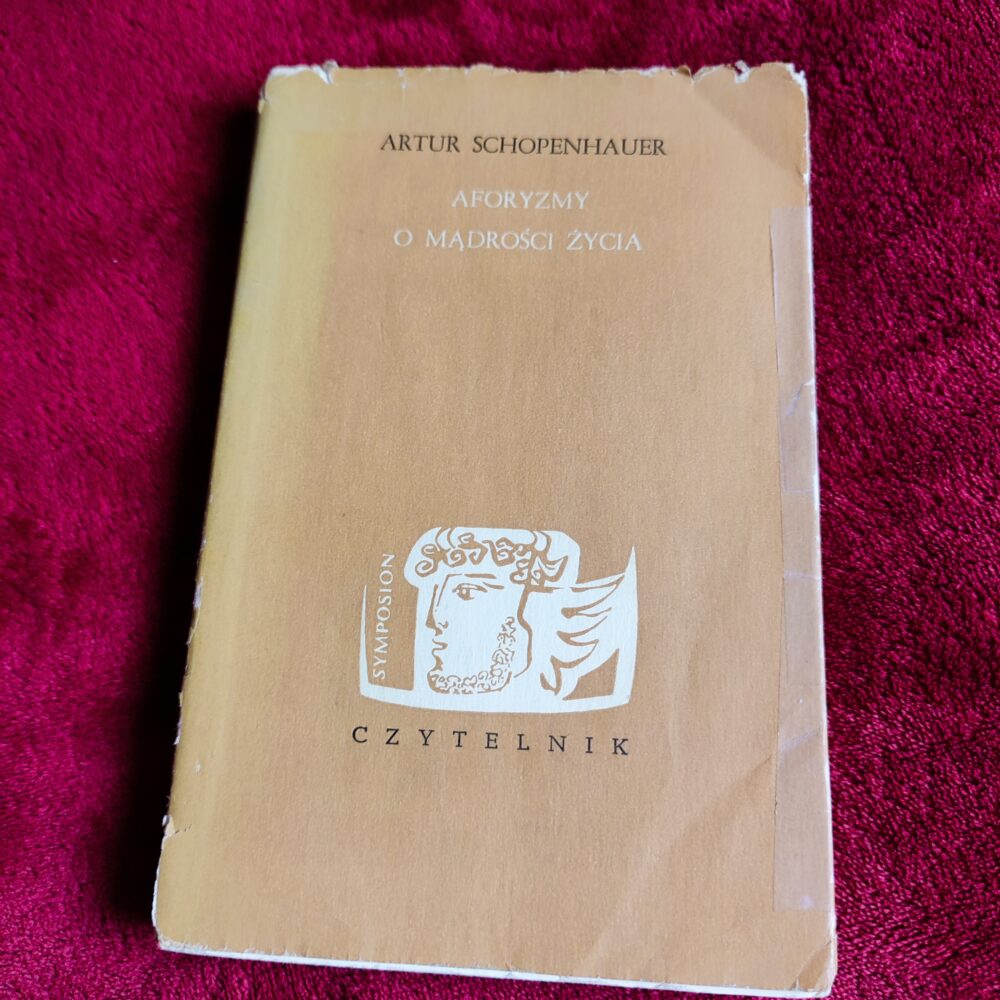 ARTUR SCHOPENHAUER
AFORYZMY
O MĄDROŚCI ŻYCIA
SYMPOSION
CZYTELNIK